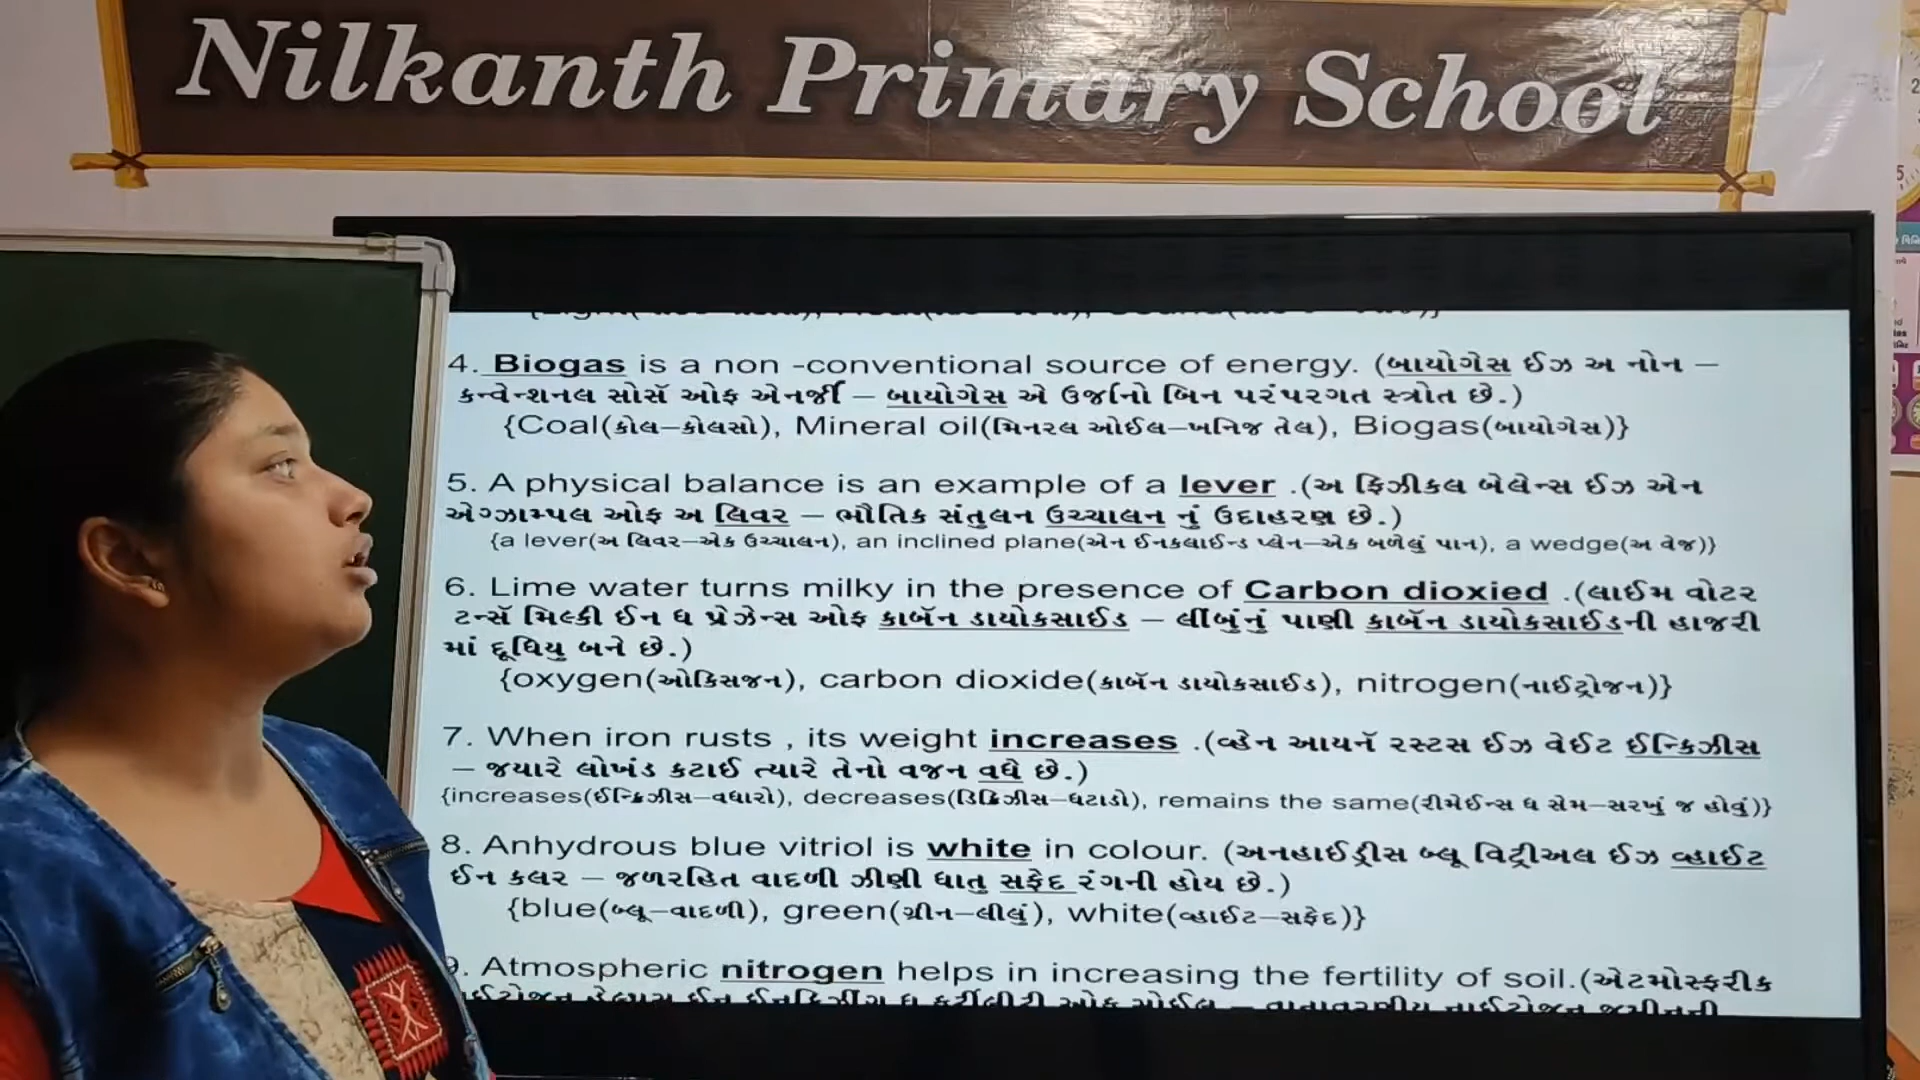 Nilkanth Primary School
4. Biogas is a non -conventional source of energy. (બાયોગેસ ઈઝ અ નોન –
કન્વેન્શનલ સોર્સ ઓફ એનર્જી – બાયોગેસ એ ઉર્જાનો બિન પરંપરગત સ્ત્રોત છે.)
{Coal(કોલ–કોલસો), Mineral oil(મિનરલ ઓઈલ–ખનિજ તેલ), Biogas(બાયોગેસ)}
5. A physical balance is an example of a lever .(અ ફિઝીકલ બેલેન્સ ઈઝ એન
એગ્ઝામ્પલ ઓફ અ લિવર – ભૌતિક સંતુલન ઉચ્ચાલન નું ઉદાહરણ છે.)
{a lever(અ લિવર–એક ઉચ્ચાલન), an inclined plane(એન ઈનકલાઈન્ડ પ્લેન–એક બળેલું પાન), a wedge(અ વેજ)}
6. Lime water turns milky in the presence of Carbon dioxied .(લાઈમ વોટર
ટર્ન્સ મિલ્કી ઈન ધ પ્રેઝેન્સ ઓફ કાર્બન ડાયોકસાઈડ – લીંબુંનું પાણી કાર્બન ડાયોકસાઈડની હાજરી
માં દૂધિયુ બને છે.)
{oxygen(ઓકિસજન), carbon dioxide(કાર્બન ડાયોકસાઈડ), nitrogen(નાઈટ્રોજન)}
7. When iron rusts , its weight increases .(વ્હેન આયર્ન રસ્ટસ ઈઝ વેઈટ ઈન્ક્રિઝીસ
– જયારે લોખંડ કટાઈ ત્યારે તેનો વજન વધે છે.)
{increases(ઈન્ક્રિઝીસ–વધારો), decreases(ડિક્રિઝીસ–ઘટાડો), remains the same(રીમેઈન્સ ધ સેમ–સરખું જ હોવું)}
8. Anhydrous blue vitriol is white in colour. (અનહાઈડ્રીસ બ્લૂ વિટ્રીઅલ ઈઝ વ્હાઈટ
ઈન કલર – જળરહિત વાદળી ઝીણી ધાતુ સફેદ રંગની હોય છે.)
{blue(બ્લૂ–વાદળી), green(ગ્રીન–લીલું), white(વ્હાઈટ–સફેદ)}
9. Atmospheric nitrogen helps in increasing the fertility of soil.(એટમોસ્ફરીક